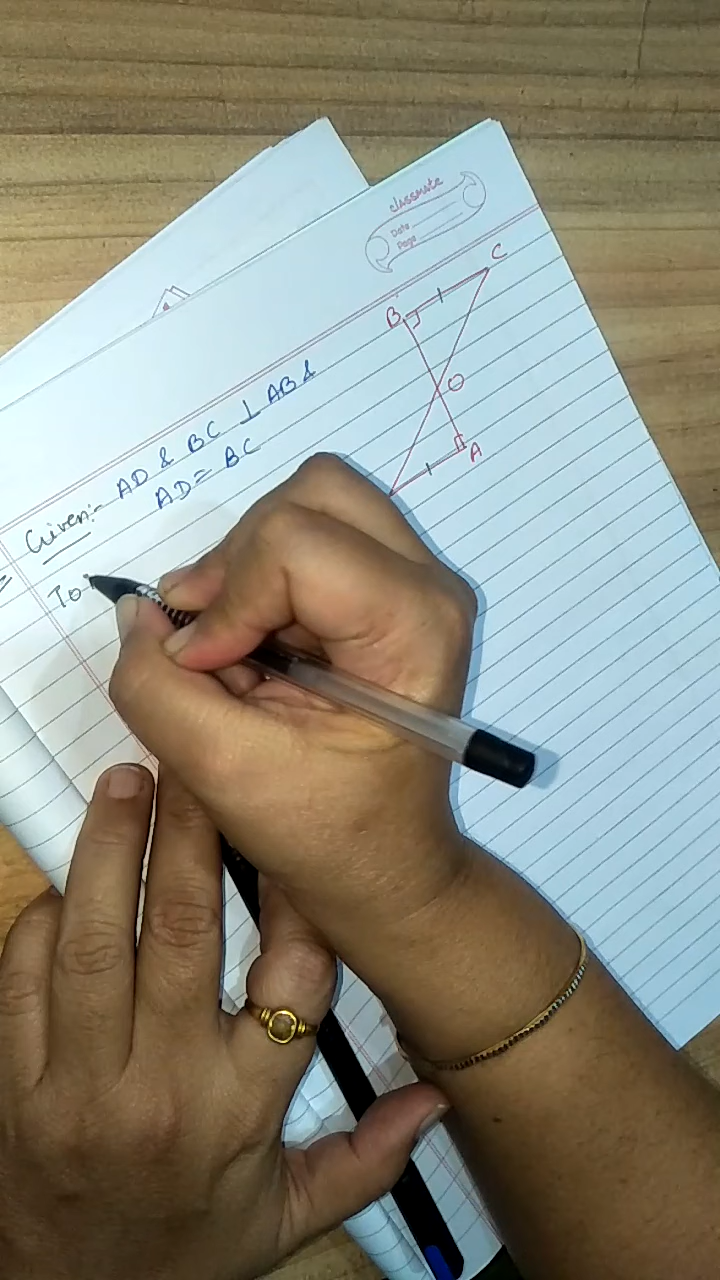 classmate
Date
Page
C
B
O
A
Given:- AD & BC ⊥ AB &
AD = BC
To